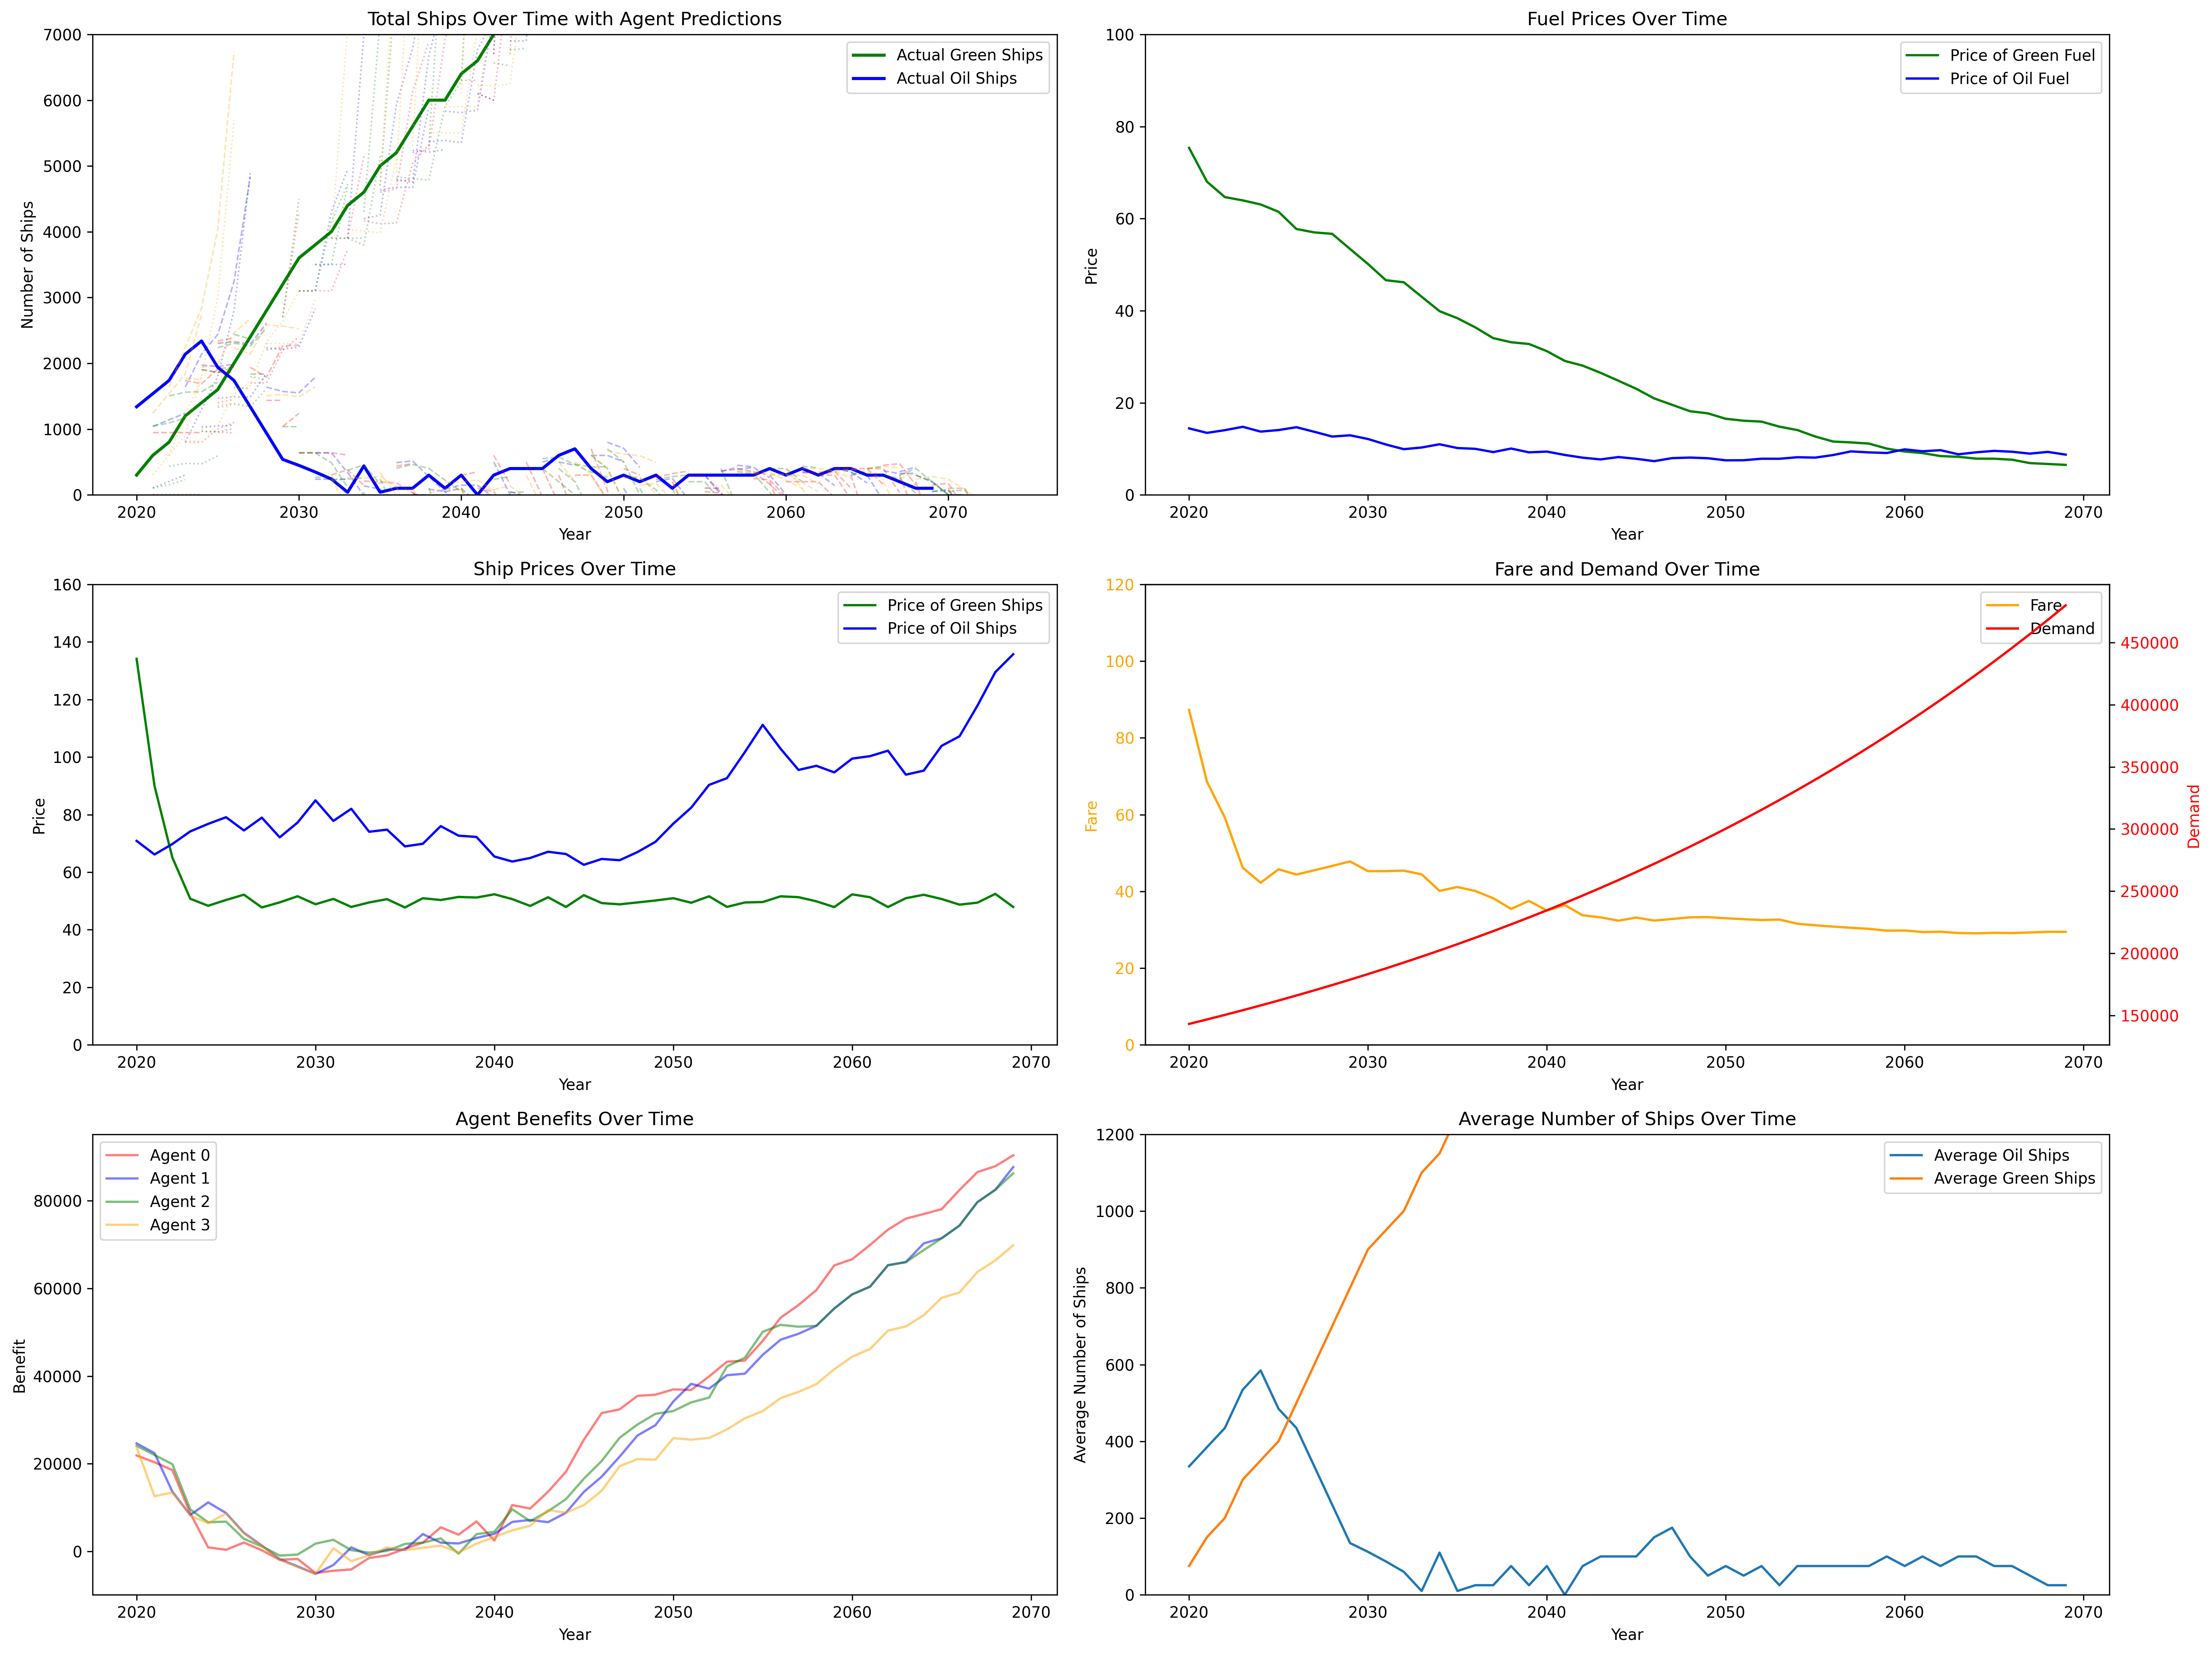 Total Ships Over Time with Agent Predictions
Number of Ships
7000
6000
5000
4000
3000
2000
1000
0
Actual Green Ships
Actual Oil Ships
2020 2030 2040 2050 2060 2070
Year
Fuel Prices Over Time
Price
100
80
60
40
20
0
Price of Green Fuel
Price of Oil Fuel
2020 2030 2040 2050 2060 2070
Year
Ship Prices Over Time
Price
160
140
120
100
80
60
40
20
0
Price of Green Ships
Price of Oil Ships
2020 2030 2040 2050 2060 2070
Year
Fare and Demand Over Time
Fare
120
100
80
60
40
20
0
Fare
Demand
450000
400000
350000
300000
250000
200000
150000
Demand
2020 2030 2040 2050 2060 2070
Year
Agent Benefits Over Time
Benefit
80000
60000
40000
20000
0
Agent 0
Agent 1
Agent 2
Agent 3
2020 2030 2040 2050 2060 2070
Year
Average Number of Ships Over Time
Average Number of Ships
1200
1000
800
600
400
200
0
Average Oil Ships
Average Green Ships
2020 2030 2040 2050 2060 2070
Year